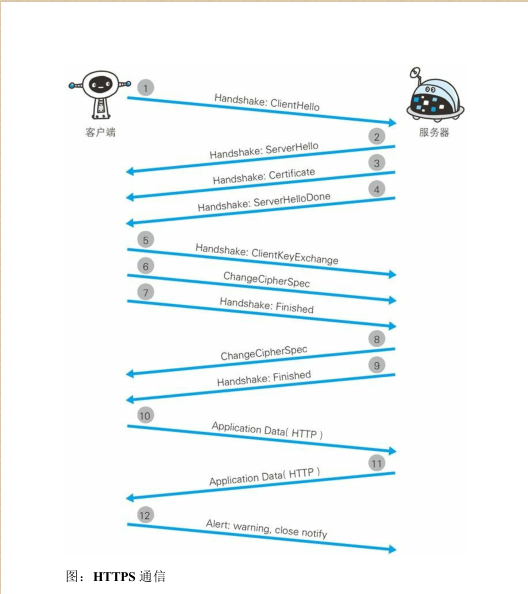 1
Handshake: ClientHello
客户端
服务器
2
Handshake: ServerHello
3
Handshake: Certificate
4
Handshake: ServerHelloDone
5
Handshake: ClientKeyExchange
6
ChangeCipherSpec
7
Handshake: Finished
8
ChangeCipherSpec
9
Handshake: Finished
10
Application Data( HTTP )
11
Application Data( HTTP )
12
Alert: warning, close notify
图：HTTPS 通信